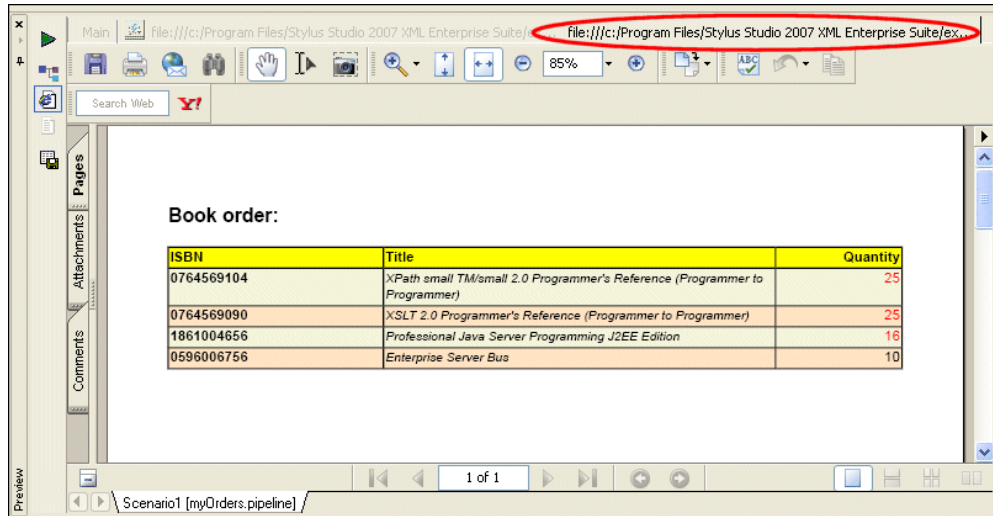 Main file:///c:/Program Files/Stylus Studio 2007 XML Enterprise Suite/e... file:///c:/Program Files/Stylus Studio 2007 XML Enterprise Suite/ex...
85% ABC
Search Web Y!
Pages
Attachments
Comments
Book order:
ISBN Title Quantity
0764569104 XPath small TM/small 2.0 Programmer's Reference (Programmer to 25
Programmer)
0764569090 XSLT 2.0 Programmer's Reference (Programmer to Programmer) 25
1861004656 Professional Java Server Programming J2EE Edition 16
0596006756 Enterprise Server Bus 10
1 of 1
Preview
Scenario1 [myOrders.pipeline]